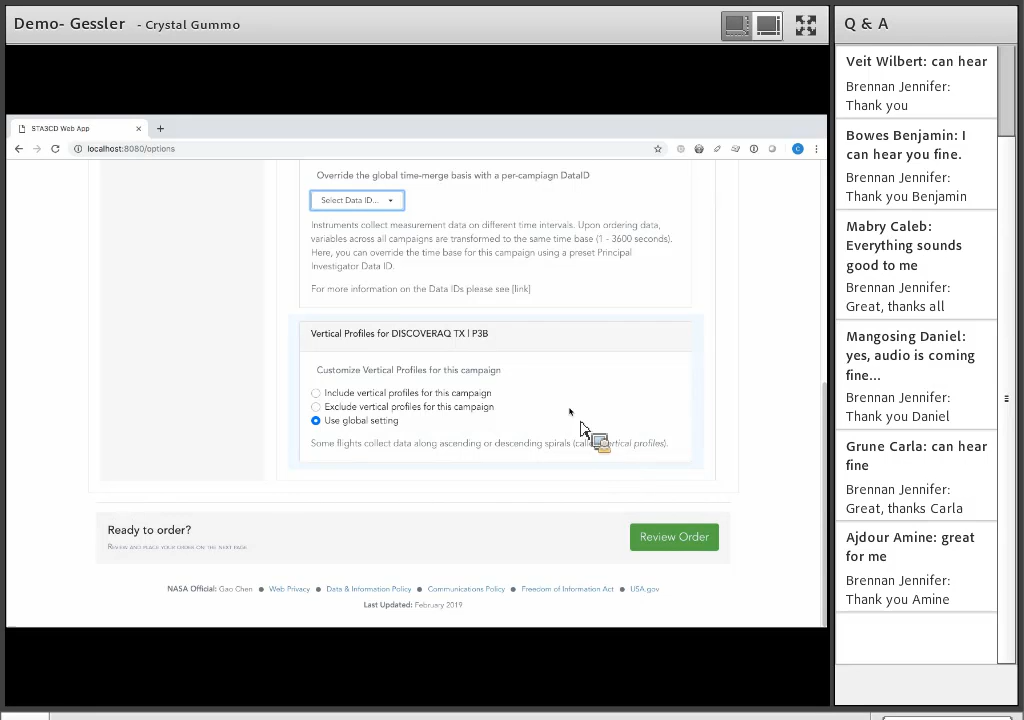 Demo- Gessler - Crystal Gummo
STA3CD Web App
localhost:8080/options
Override the global time-merge basis with a per-campaign DataID
Select Data ID...
Instruments collect measurement data on different time intervals. Upon ordering data,
variables across all campaigns are transformed to the same time base (1 - 3600 seconds).
Here, you can override the time base for this campaign using a preset Principal
Investigator Data ID.
For more information on the Data IDs please see [link]
Vertical Profiles for DISCOVERAQ TX | P3B
Customize Vertical Profiles for this campaign
Include vertical profiles for this campaign
Exclude vertical profiles for this campaign
Use global setting
Some flights collect data along ascending or descending spirals vertical profiles).
Ready to order?
Review and place your order on the next page.
Review Order
NASA Official: Gao Chen ● Web Privacy ● Data & Information Policy ● Communications Policy ● Freedom of Information Act ● USA.gov
Last Updated: February 2019
Q & A
Veit Wilbert: can hear
Brennan Jennifer:
Thank you
Bowes Benjamin: I
can hear you fine.
Brennan Jennifer:
Thank you Benjamin
Mabry Caleb:
Everything sounds
good to me
Brennan Jennifer:
Great, thanks all
Mangosing Daniel:
yes, audio is coming
fine...
Brennan Jennifer:
Thank you Daniel
Grune Carla: can hear
fine
Brennan Jennifer:
Great, thanks Carla
Ajdour Amine: great
for me
Brennan Jennifer:
Thank you Amine